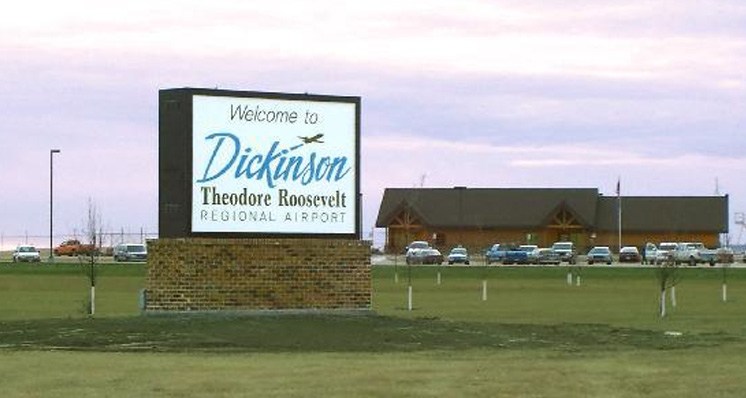 Welcome to
Dickinson
Theodore Roosevelt
REGIONAL AIRPORT